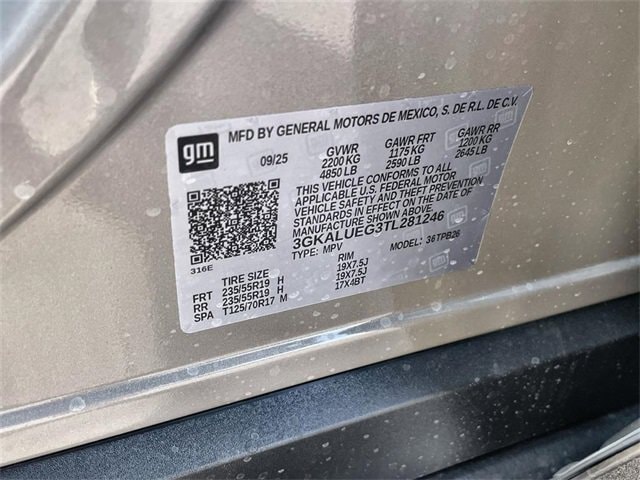 gm
MFD BY GENERAL MOTORS DE MEXICO, S. DE R.L. DE C.V.
09/25 GVWR GAWR FRT GAWR RR
2200 KG 1175 KG 1200 KG
4850 LB 2590 LB 2645 LB
THIS VEHICLE CONFORMS TO ALL
APPLICABLE U.S. FEDERAL MOTOR
VEHICLE SAFETY AND THEFT PREVENTION
STANDARDS IN EFFECT ON THE DATE OF
MANUFACTURE SHOWN ABOVE.
3GKALUEG3TL281246
TYPE: MPV MODEL: 36TPB26
316E
TIRE SIZE RIM
FRT 235/55R19 H 19X7.5J
RR 235/55R19 H 19X7.5J
SPA T125/70R17 M 17X4BT